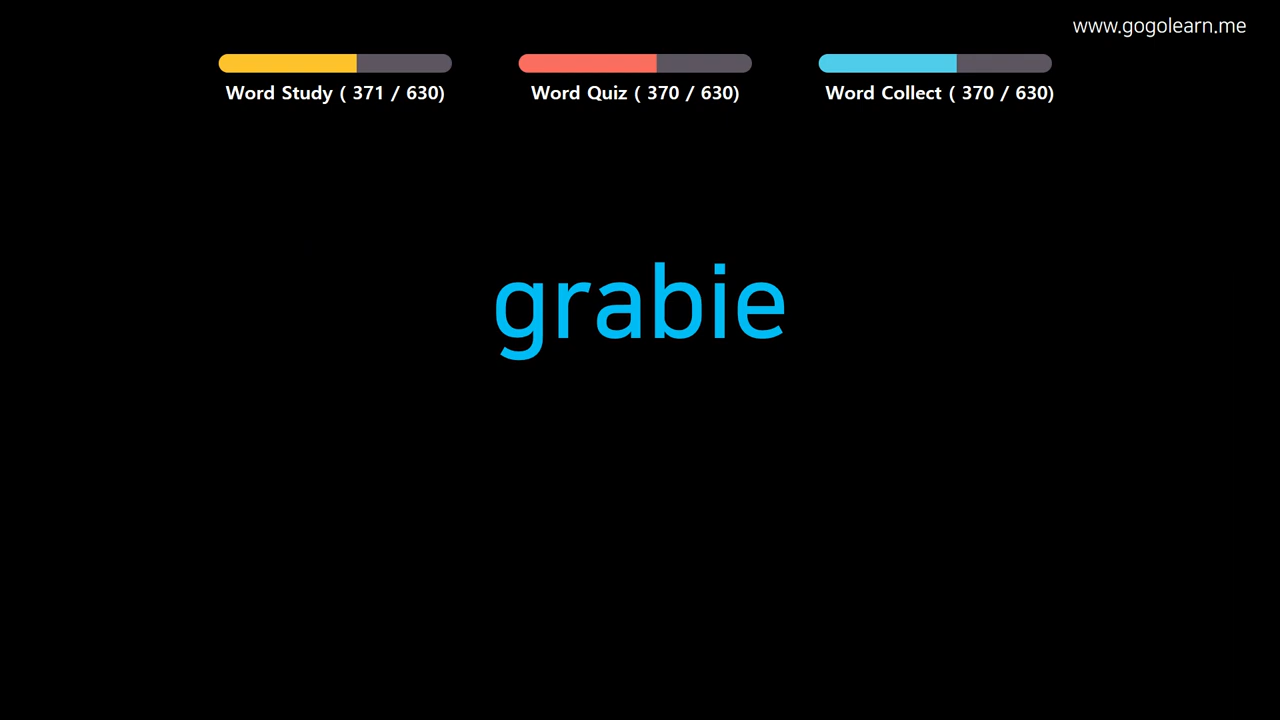 www.gogolearn.me
Word Study ( 371 / 630)
Word Quiz ( 370 / 630)
Word Collect ( 370 / 630)
grabie